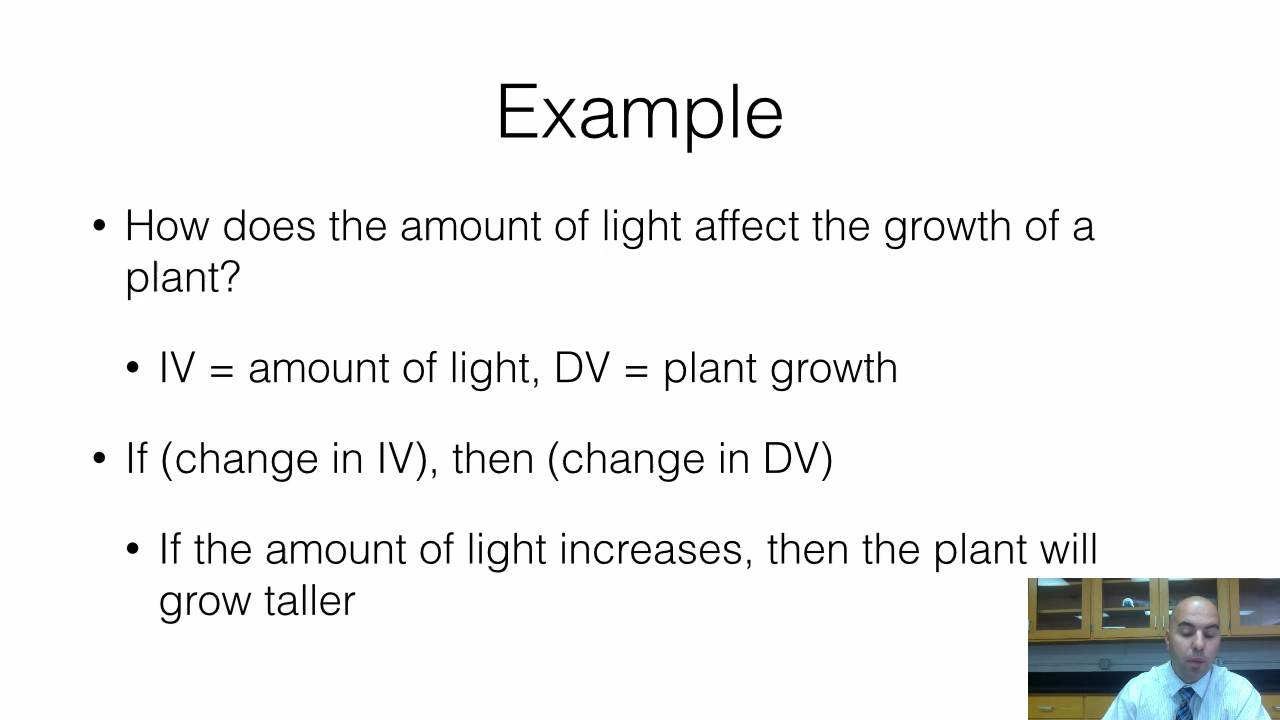 Example
• How does the amount of light affect the growth of a
plant?
• IV = amount of light, DV = plant growth
• If (change in IV), then (change in DV)
• If the amount of light increases, then the plant will
grow taller